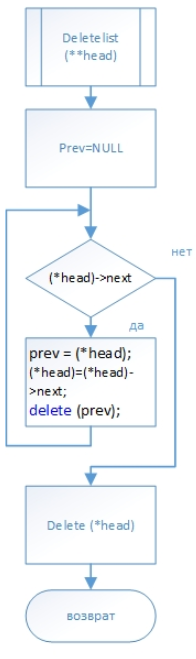 Deletelist
(**head)
Prev=NULL
(*head)->next
нет
да
prev = (*head);
(*head)=(*head)-
>next;
delete (prev);
Delete (*head)
возврат